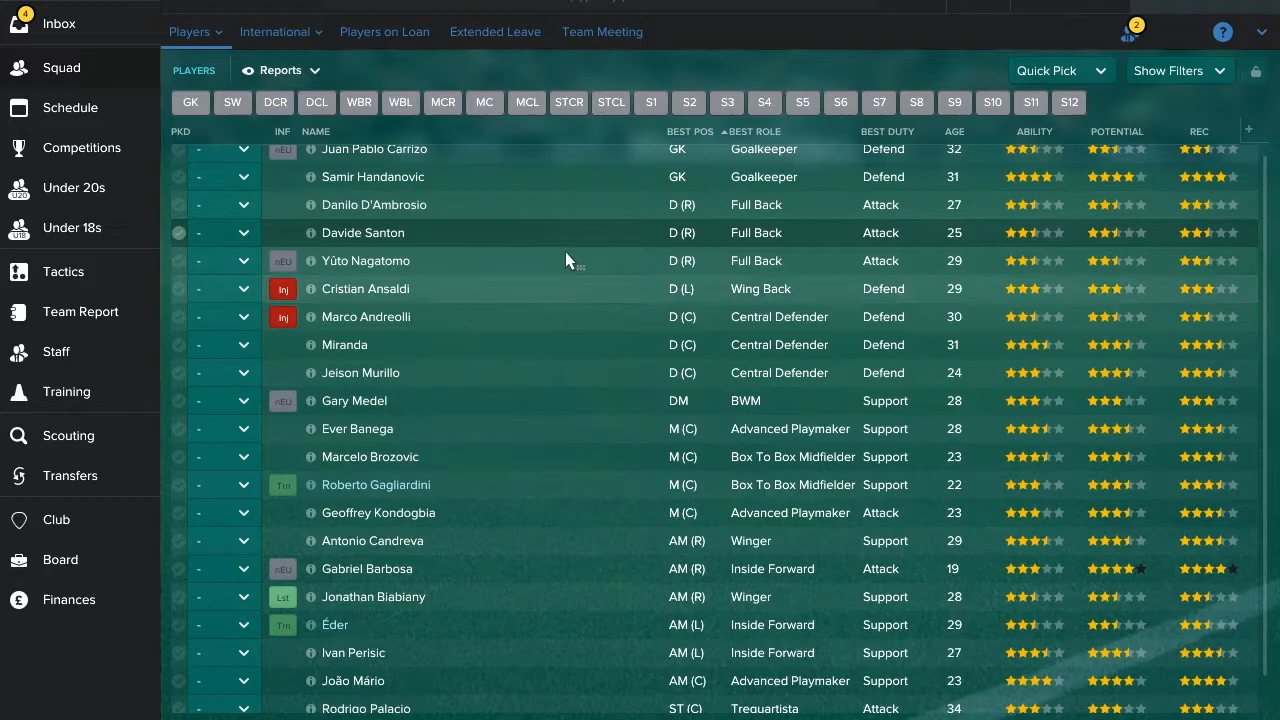 4
Inbox
Squad
Schedule
Competitions
U20 Under 20s
U18 Under 18s
Tactics
Team Report
Staff
Training
Scouting
Transfers
Club
Board
£ Finances
Players International Players on Loan Extended Leave Team Meeting 2 ?
PLAYERS Reports Quick Pick Show Filters
GK SW DCR DCL WBR WBL MCR MC MCL STCR STCL S1 S2 S3 S4 S5 S6 S7 S8 S9 S10 S11 S12
PKD INF NAME BEST POS BEST ROLE BEST DUTY AGE ABILITY POTENTIAL REC +
- nEU Juan Pablo Carrizo GK Goalkeeper Defend 32
- Samir Handanovic GK Goalkeeper Defend 31
- Danilo D'Ambrosio D (R) Full Back Attack 27
- Davide Santon D (R) Full Back Attack 25
- nEU Yûto Nagatomo D (R) Full Back Attack 29
- Inj Cristian Ansaldi D (L) Wing Back Defend 29
- Inj Marco Andreolli D (C) Central Defender Defend 30
- Miranda D (C) Central Defender Defend 31
- Jeison Murillo D (C) Central Defender Defend 24
- nEU Gary Medel DM BWM Support 28
- Ever Banega M (C) Advanced Playmaker Support 28
- Marcelo Brozovic M (C) Box To Box Midfielder Support 23
- Trn Roberto Gagliardini M (C) Box To Box Midfielder Support 22
- Geoffrey Kondogbia M (C) Advanced Playmaker Attack 23
- Antonio Candreva AM (R) Winger Support 29
- nEU Gabriel Barbosa AM (R) Inside Forward Attack 19
- Lst Jonathan Biabiany AM (R) Winger Support 28
- Trn Éder AM (L) Inside Forward Support 29
- Ivan Perisic AM (L) Inside Forward Support 27
- João Mário AM (C) Advanced Playmaker Support 23
- Rodrigo Palacio ST (C) Trequartista Attack 34